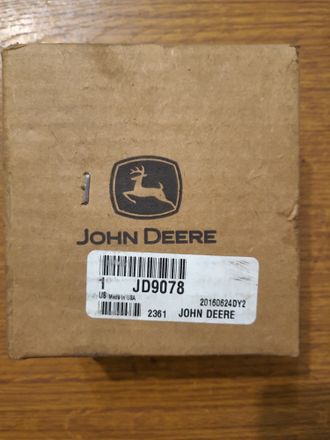 JOHN DEERE
1 JD9078
US Made in USA
20160624DY2
2361 JOHN DEERE